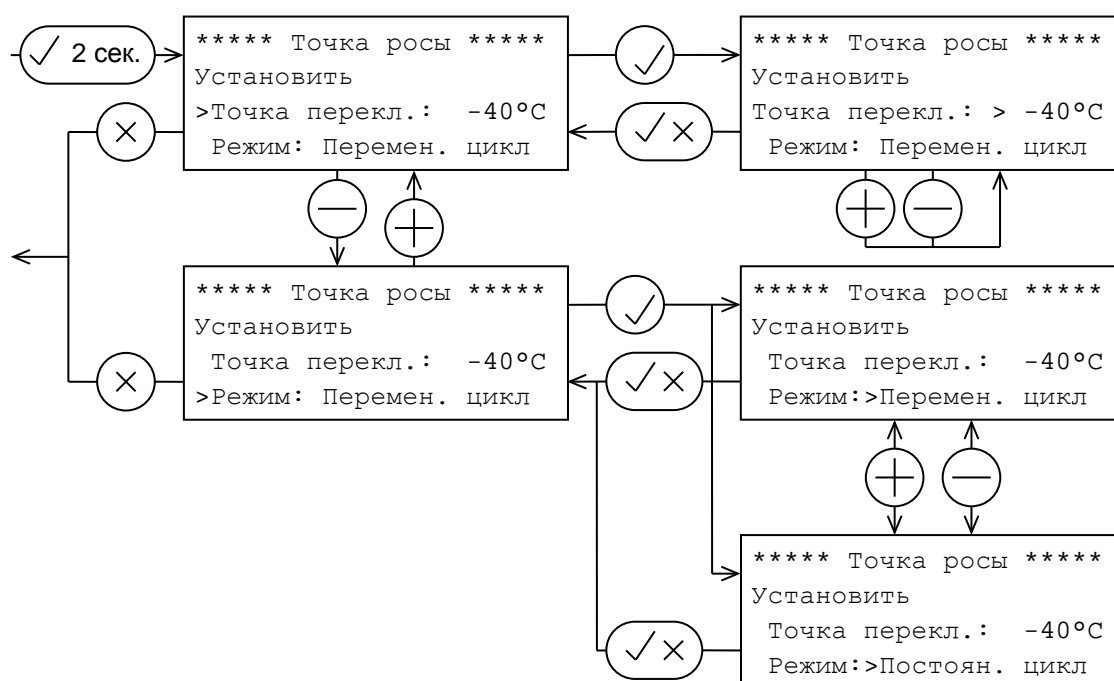 2 сек.
***** Точка росы *****
Установить
>Точка перекл.: -40°C
Режим: Перемен. цикл
***** Точка росы *****
Установить
Точка перекл.: > -40°C
Режим: Перемен. цикл
***** Точка росы *****
Установить
Точка перекл.: -40°C
>Режим: Перемен. цикл
***** Точка росы *****
Установить
Точка перекл.: -40°C
Режим:>Перемен. цикл
***** Точка росы *****
Установить
Точка перекл.: -40°C
Режим:>Постоян. цикл